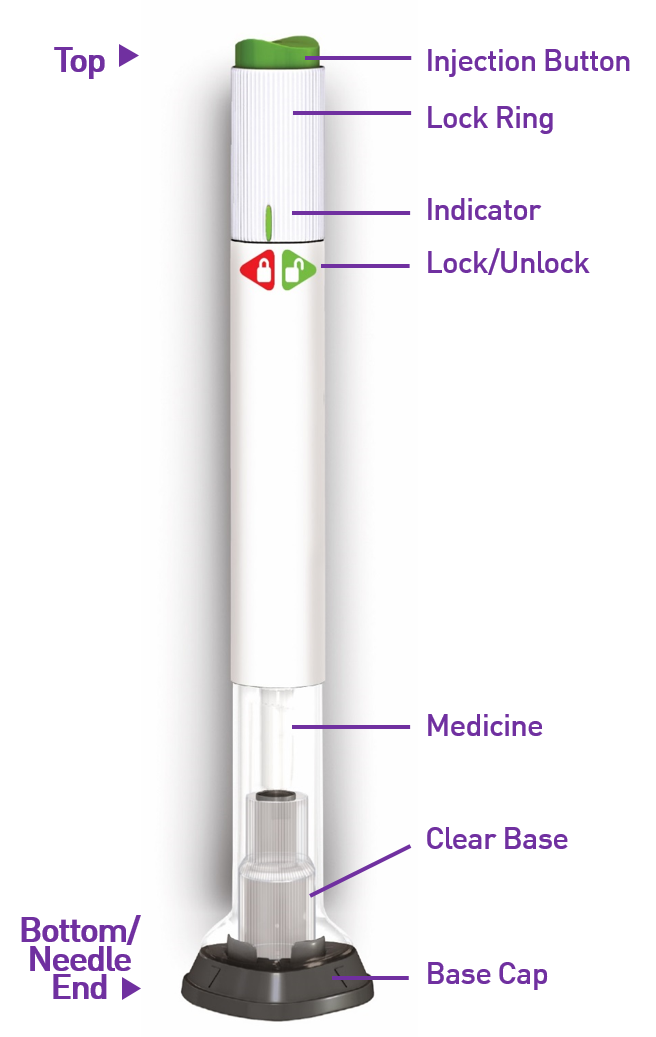 Top
Injection Button
Lock Ring
Indicator
Lock/Unlock
Medicine
Clear Base
Bottom/
Needle
End
Base Cap